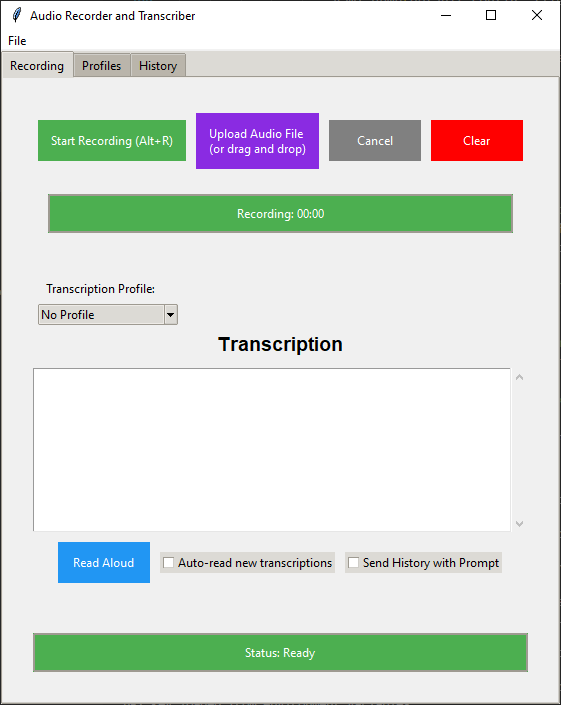 Audio Recorder and Transcriber
File
Recording Profiles History
Start Recording (Alt+R)
Upload Audio File
(or drag and drop)
Cancel
Clear
Recording: 00:00
Transcription Profile:
No Profile
Transcription
Read Aloud
Auto-read new transcriptions
Send History with Prompt
Status: Ready